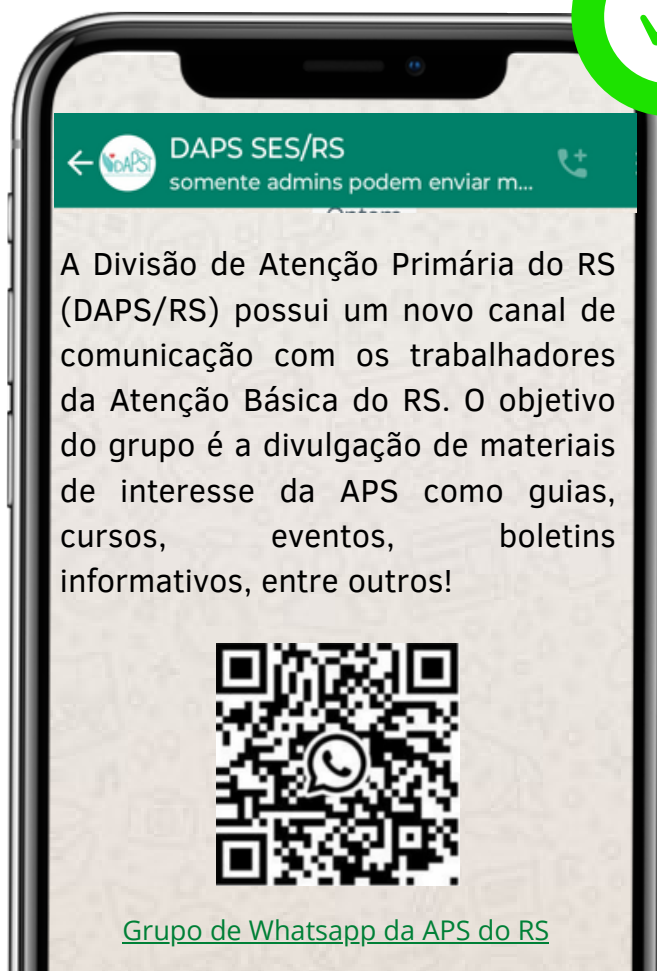 DAPS
DAPS SES/RS
somente admins podem enviar m...
A Divisão de Atenção Primária do RS
(DAPS/RS) possui um novo canal de
comunicação com os trabalhadores
da Atenção Básica do RS. O objetivo
do grupo é a divulgação de materiais
de interesse da APS como guias,
cursos, eventos, boletins
informativos, entre outros!
Grupo de Whatsapp da APS do RS